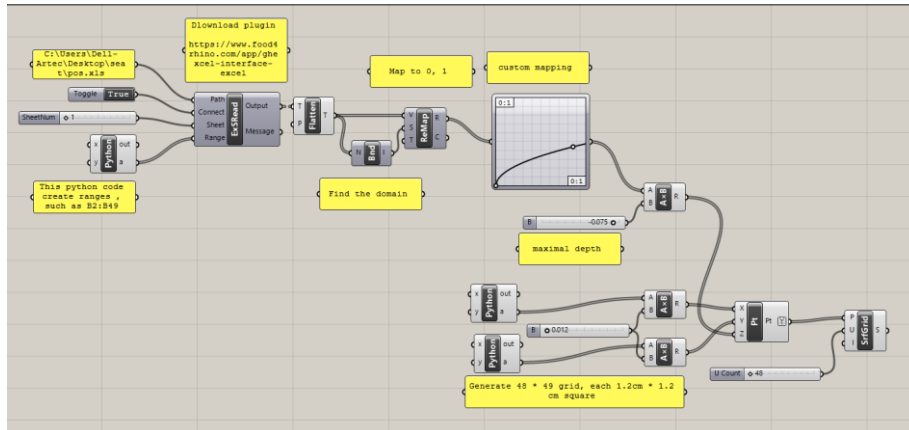 Dlownload plugin
https://www.food4
rhino.com/app/ghe
excel-interface-
excel
C:\Users\Dell-
Artec\Desktop\sea
t\pos.xls
Toggle True
SheetNum 1
Path
Connect
Sheet
Range
ExSRead
Output
Message
x
y
Python
out
a
This python code
create ranges ,
such as B2:B49
T
P
Flatten
T
N
Bnd
I
Find the domain
Map to 0, 1
V
S
T
ReMap
R
C
custom mapping
0:1
0:1
B -0.075
maximal depth
A
B
A×B
R
x
y
Python
out
a
B 0.012
x
y
Python
out
a
A
B
A×B
R
A
B
A×B
R
Generate 48 * 49 grid, each 1.2cm * 1.2
cm square
X
Y
Z
Pt
Pt
U Count 48
P
U
I
SrfGrid
S